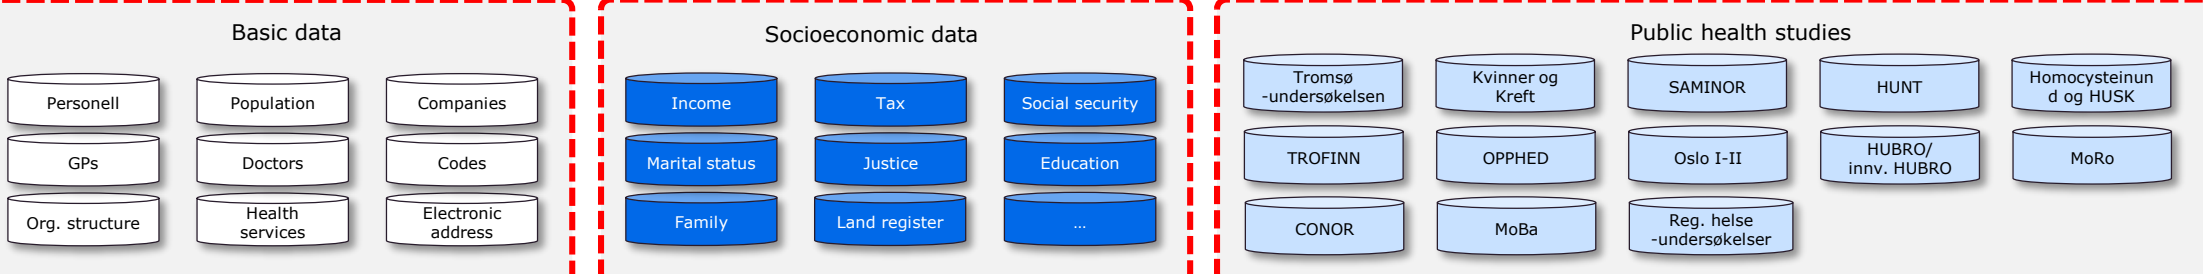 Basic data
Personell
Population
Companies
GPs
Doctors
Codes
Org. structure
Health
services
Electronic
address
Socioeconomic data
Income
Tax
Social security
Marital status
Justice
Education
Family
Land register
...
Public health studies
Tromsø
-undersøkelsen
Kvinner og
Kreft
SAMINOR
HUNT
Homocysteinun
d og HUSK
TROFINN
OPPHED
Oslo I-II
HUBRO/
innv. HUBRO
MoRo
CONOR
MoBa
Reg. helse
-undersøkelser